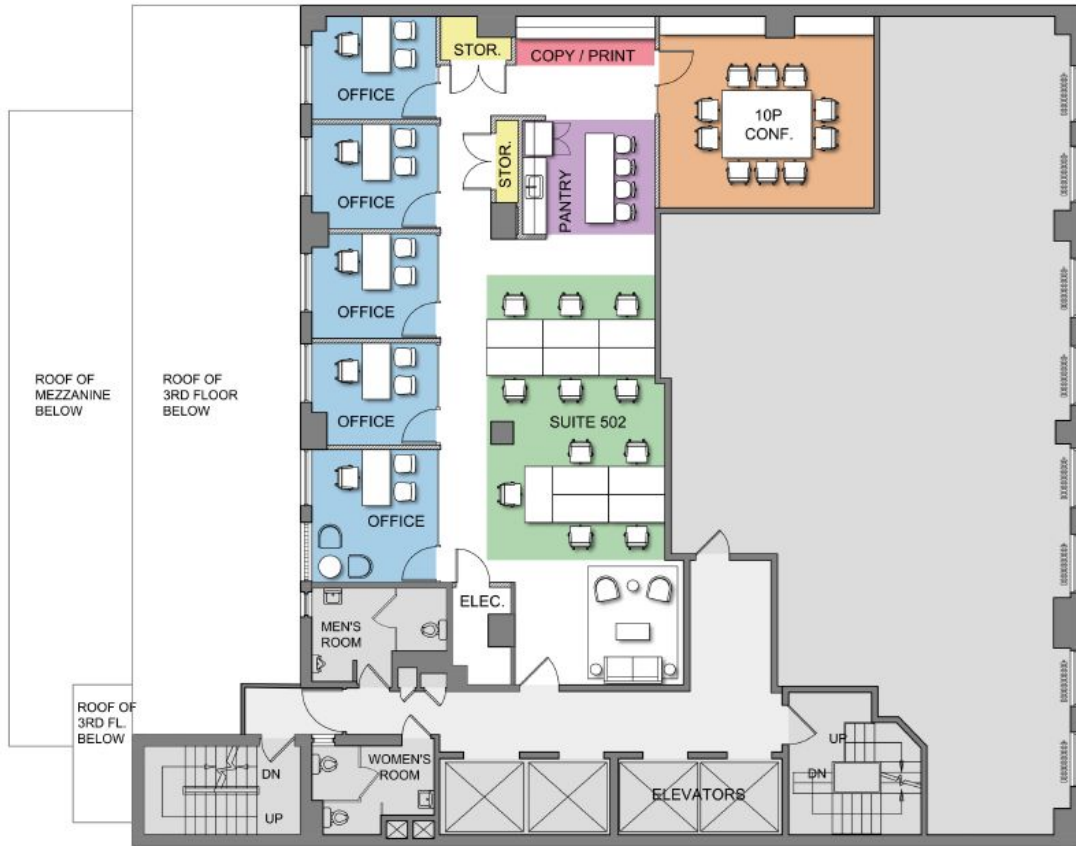 STOR.
COPY / PRINT
OFFICE
10P
CONF.
STOR.
PANTRY
OFFICE
OFFICE
ROOF OF
MEZZANINE
BELOW
ROOF OF
3RD FLOOR
BELOW
OFFICE
SUITE 502
OFFICE
ELEC.
MEN'S
ROOM
ROOF OF
3RD FL.
BELOW
UP
DN
WOMEN'S
ROOM
DN
ELEVATORS
UP